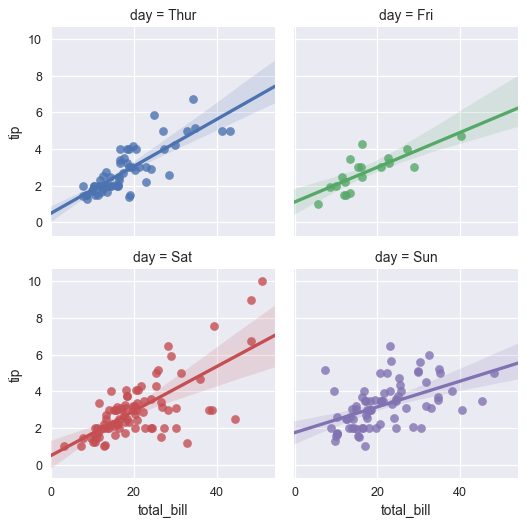 day = Thur
day = Fri
10
8
6
4
2
0
tip
day = Sat
day = Sun
10
8
6
4
2
0
tip
0
20
40
0
20
40
total_bill
total_bill